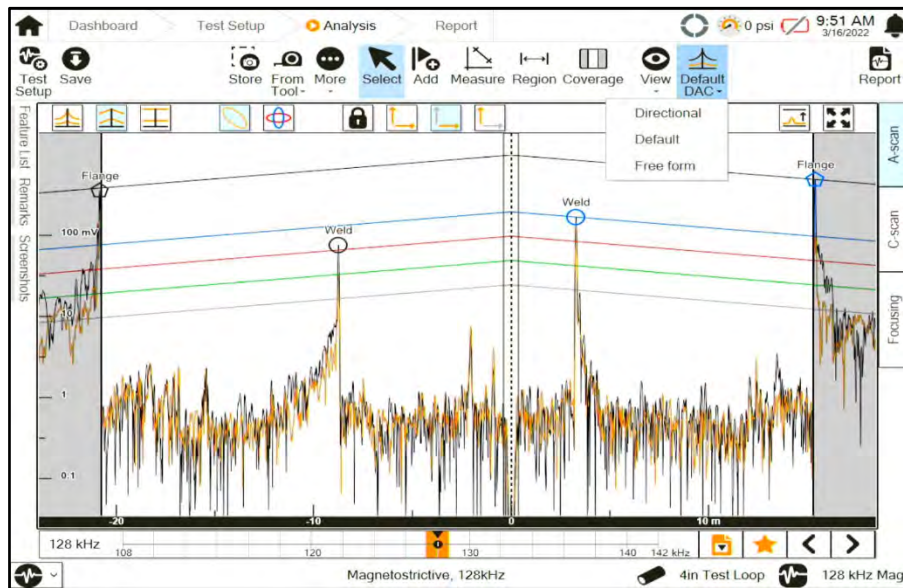 Dashboard Test Setup Analysis Report 0 psi 9:51 AM
3/16/2022
Test Setup Save Store From Tool More Select Add Measure Region Coverage View Default DAC Report
Directional
Default
Free form
Feature List
Remarks
Screenshots
A-scan
C-scan
Focusing
Flange Flange
Weld
Weld
100 mV
10
1
0.1
-20 -10 0 10 m
128 kHz 108 120 130 140 142 kHz
Magnetostrictive, 128kHz 4in Test Loop 128 kHz Mag